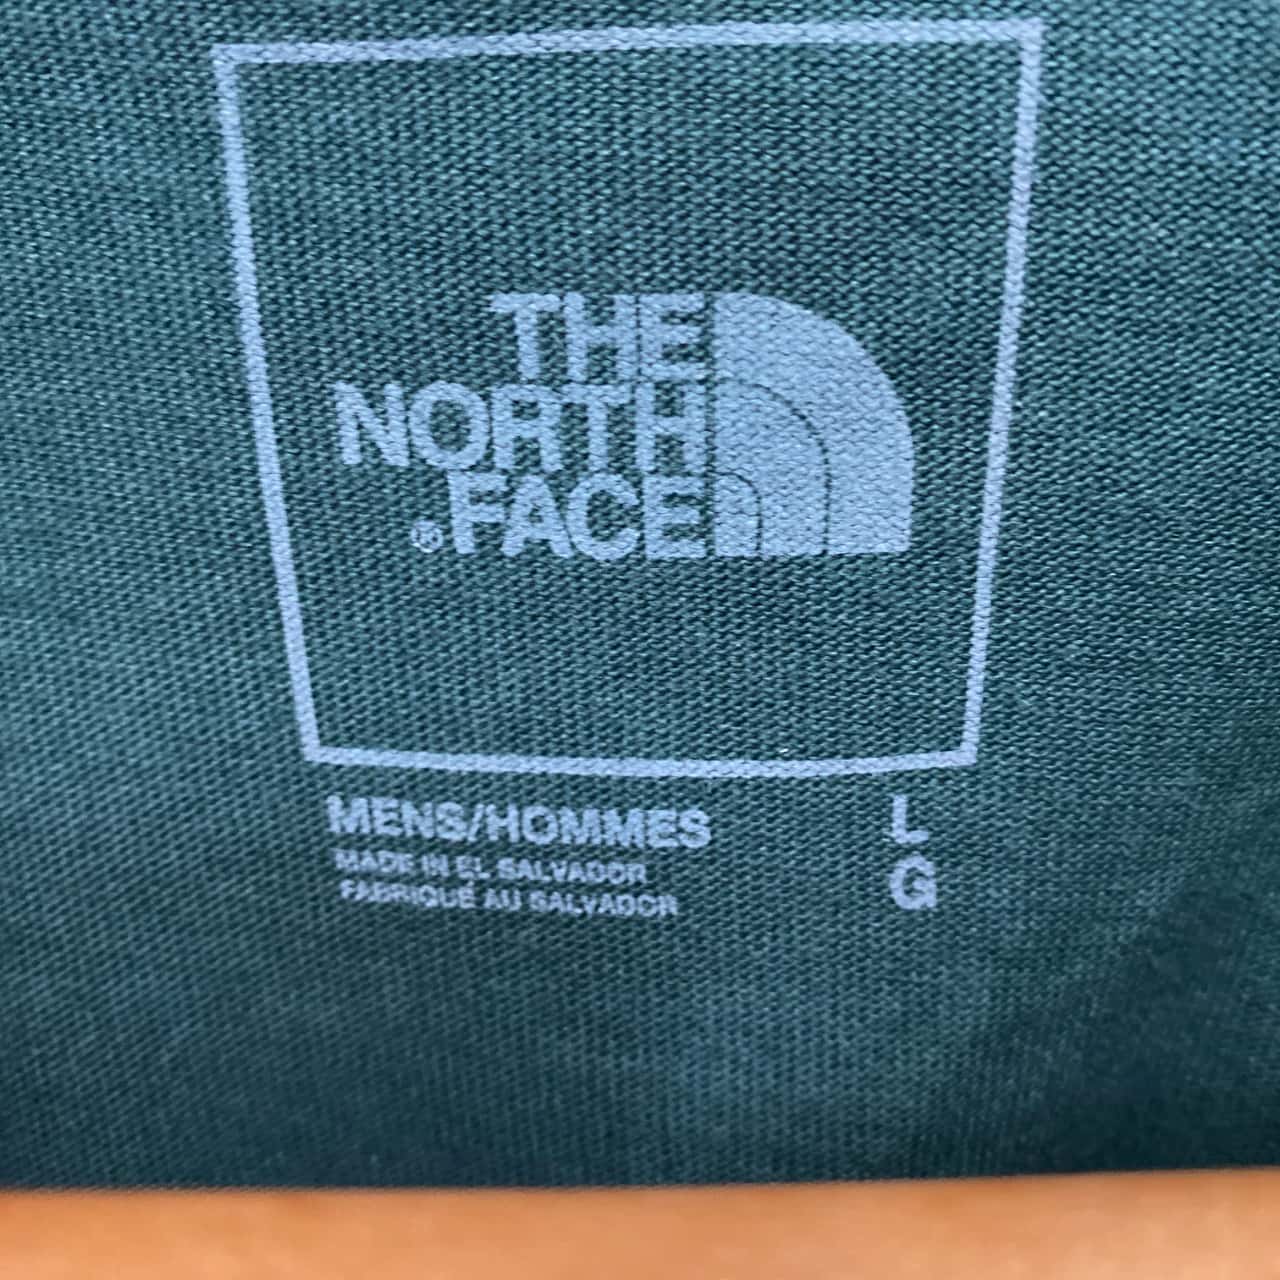 THE
NORTH
®FACE
MENS/HOMMES L
MADE IN EL SALVADOR G
FABRIQUÉ AU SALVADOR